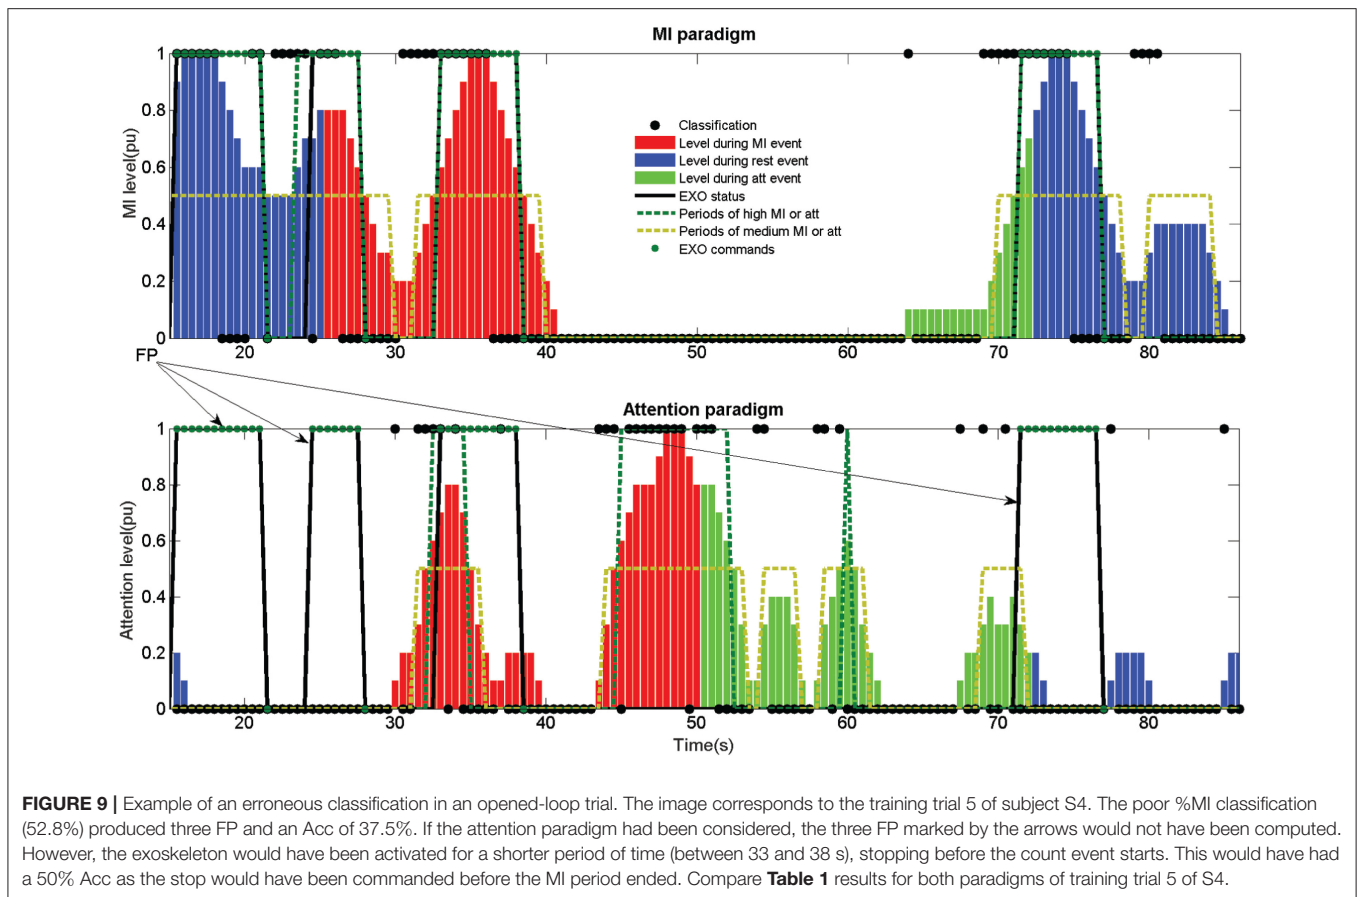 MI paradigm
1
0.8
0.6
0.4
0.2
0
MI level(pu)
Classification
Level during MI event
Level during rest event
Level during att event
EXO status
Periods of high MI or att
Periods of medium MI or att
EXO commands
20 30 40 50 60 70 80
FP
Attention paradigm
1
0.8
0.6
0.4
0.2
0
Attention level(pu)
20 30 40 50 60 70 80
Time(s)
FIGURE 9 | Example of an erroneous classification in an opened-loop trial. The image corresponds to the training trial 5 of subject S4. The poor %MI classification
(52.8%) produced three FP and an Acc of 37.5%. If the attention paradigm had been considered, the three FP marked by the arrows would not have been computed.
However, the exoskeleton would have been activated for a shorter period of time (between 33 and 38 s), stopping before the count event starts. This would have had
a 50% Acc as the stop would have been commanded before the MI period ended. Compare Table 1 results for both paradigms of training trial 5 of S4.